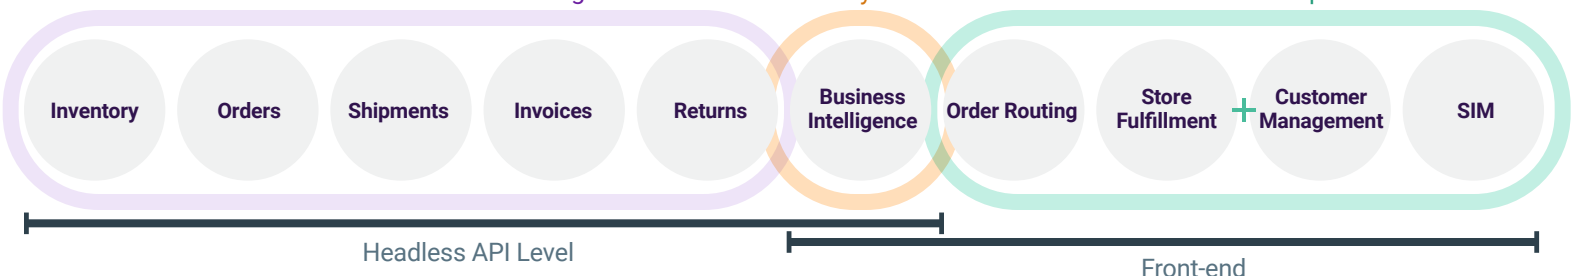 Inventory
Orders
Shipments
Invoices
Returns
Business
Intelligence
Order Routing
Store
Fulfillment
+
Customer
Management
SIM
Headless API Level
Front-end